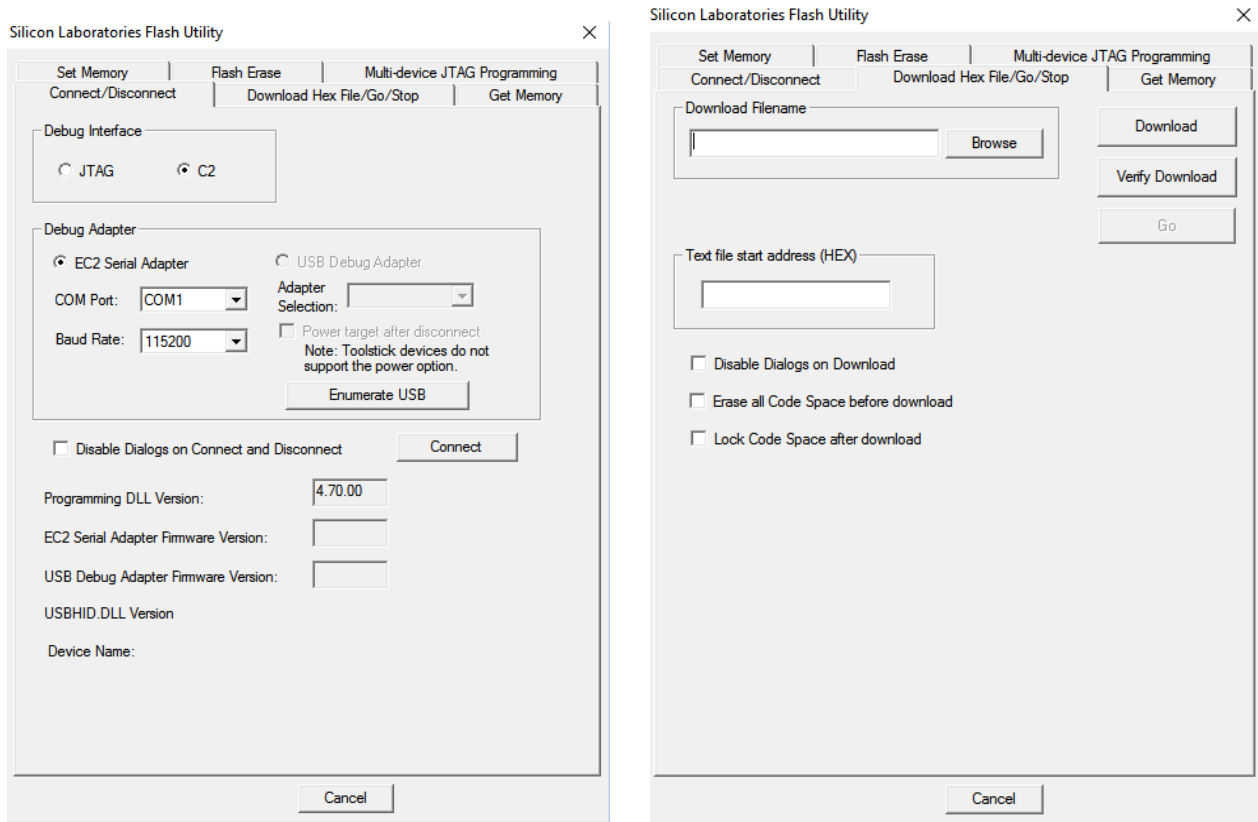 Silicon Laboratories Flash Utility
Set Memory
Flash Erase
Multi-device JTAG Programming
Connect/Disconnect
Download Hex File/Go/Stop
Get Memory
Debug Interface
JTAG
C2
Debug Adapter
EC2 Serial Adapter
USB Debug Adapter
COM Port:
COM1
Adapter
Selection:
Baud Rate:
115200
Power target after disconnect
Note: Toolstick devices do not
support the power option.
Enumerate USB
Disable Dialogs on Connect and Disconnect
Connect
Programming DLL Version:
4.70.00
EC2 Serial Adapter Firmware Version:
USB Debug Adapter Firmware Version:
USBHID.DLL Version
Device Name:
Cancel
Silicon Laboratories Flash Utility
Set Memory
Flash Erase
Multi-device JTAG Programming
Connect/Disconnect
Download Hex File/Go/Stop
Get Memory
Download Filename
Browse
Download
Verify Download
Go
Text file start address (HEX)
Disable Dialogs on Download
Erase all Code Space before download
Lock Code Space after download
Cancel